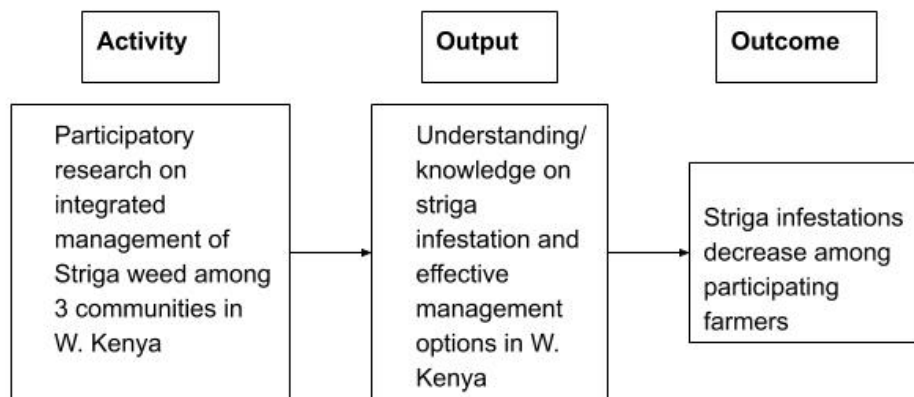 Activity
Output
Outcome
Participatory
research on
integrated
management of
Striga weed among
3 communities in
W. Kenya
Understanding/
knowledge on
striga
infestation and
effective
management
options in W.
Kenya
Striga infestations
decrease among
participating
farmers